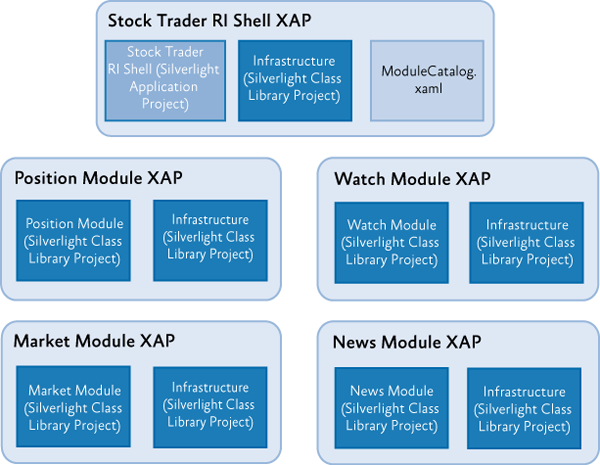 Stock Trader RI Shell XAP
Stock Trader
RI Shell (Silverlight
Application
Project)
Infrastructure
(Silverlight Class
Library Project)
ModuleCatalog.
xaml
Position Module XAP
Position Module
(Silverlight Class
Library Project)
Infrastructure
(Silverlight Class
Library Project)
Watch Module XAP
Watch Module
(Silverlight Class
Library Project)
Infrastructure
(Silverlight Class
Library Project)
Market Module XAP
Market Module
(Silverlight Class
Library Project)
Infrastructure
(Silverlight Class
Library Project)
News Module XAP
News Module
(Silverlight Class
Library Project)
Infrastructure
(Silverlight Class
Library Project)